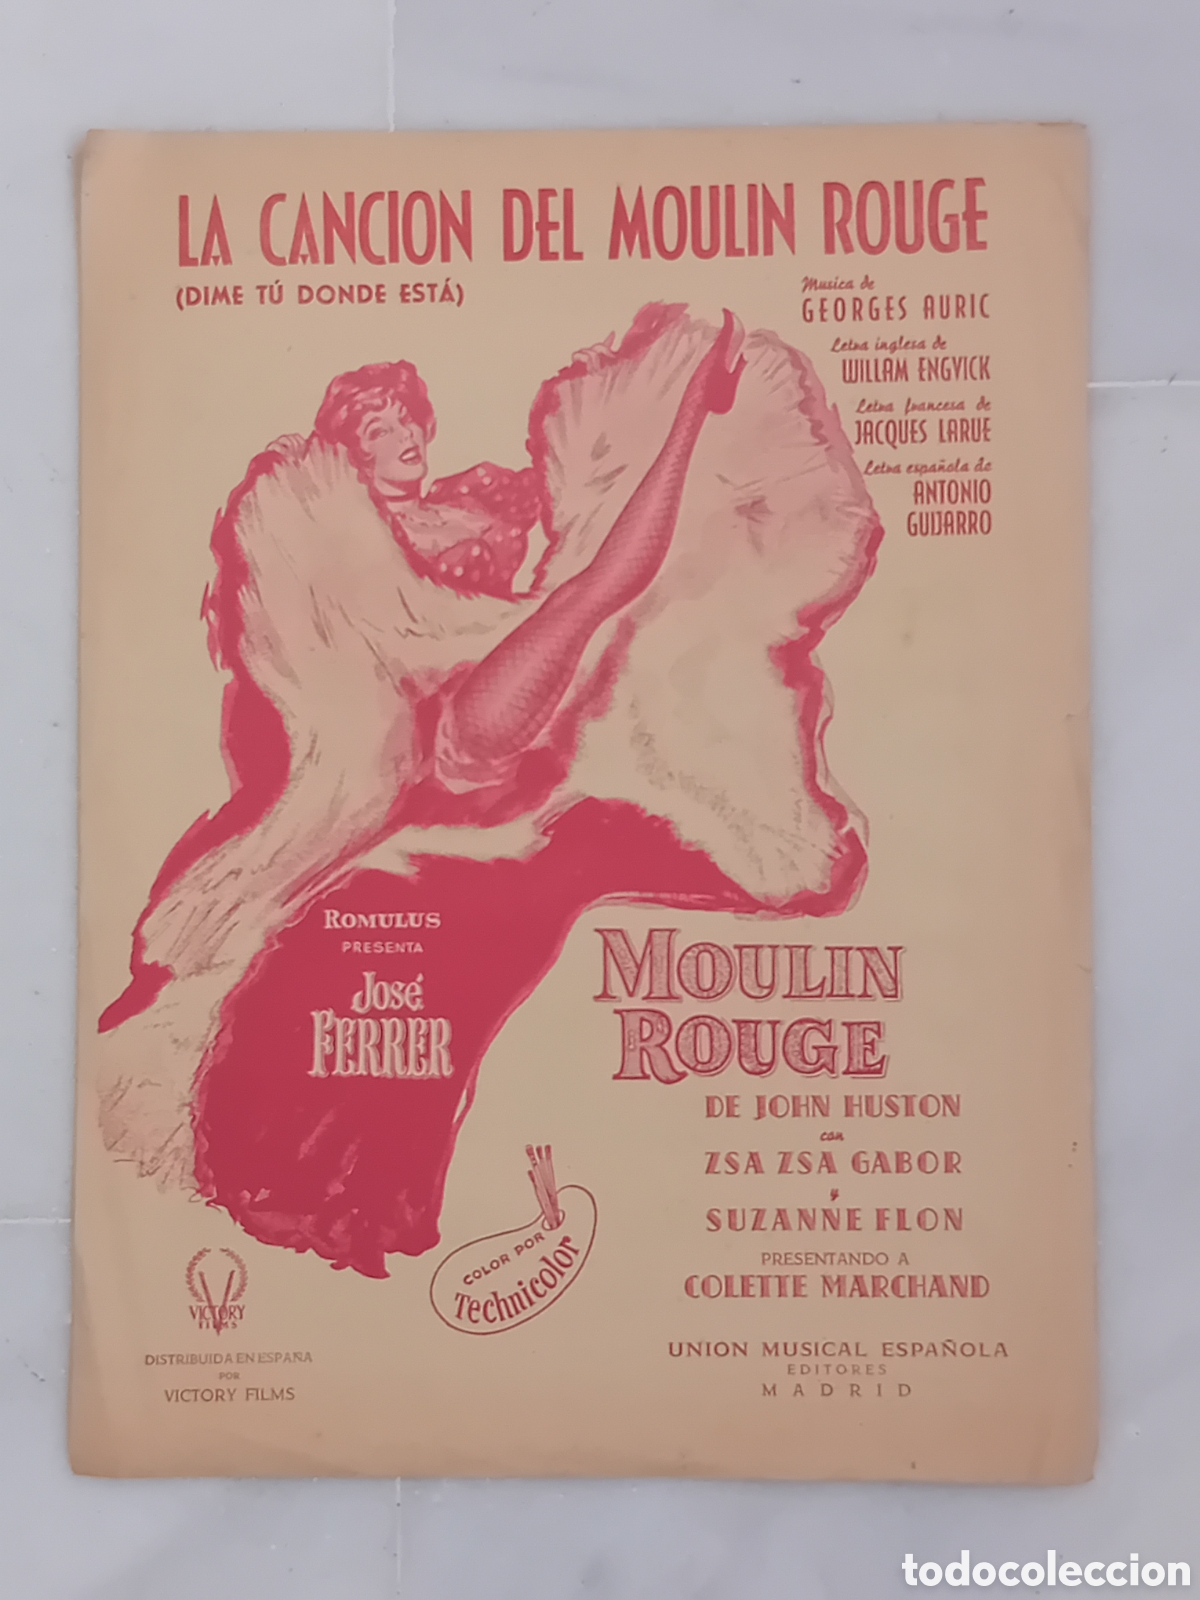 LA CANCION DEL MOULIN ROUGE
(DIME TÚ DONDE ESTÁ)
Musica de
GEORGES AURIC
Letra inglesa de
WILLAM ENGVICK
Letra francesa de
JACQUES LARUE
Letra española de
ANTONIO
GUIJARRO
ROMULUS
PRESENTA
José
FERRER
MOULIN
ROUGE
DE JOHN HUSTON
con
ZSA ZSA GABOR
y
SUZANNE FLON
PRESENTANDO A
COLETTE MARCHAND
COLOR POR
Technicolor
VICTORY
FILMS
DISTRIBUIDA EN ESPAÑA
POR
VICTORY FILMS
UNION MUSICAL ESPAÑOLA
EDITORES
MADRID
todocoleccion